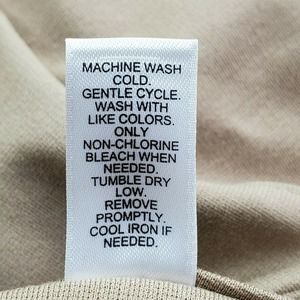 MACHINE WASH
COLD.
GENTLE CYCLE.
WASH WITH
LIKE COLORS.
ONLY
NON-CHLORINE
BLEACH WHEN
NEEDED.
TUMBLE DRY
LOW.
REMOVE
PROMPTLY.
COOL IRON IF
NEEDED.